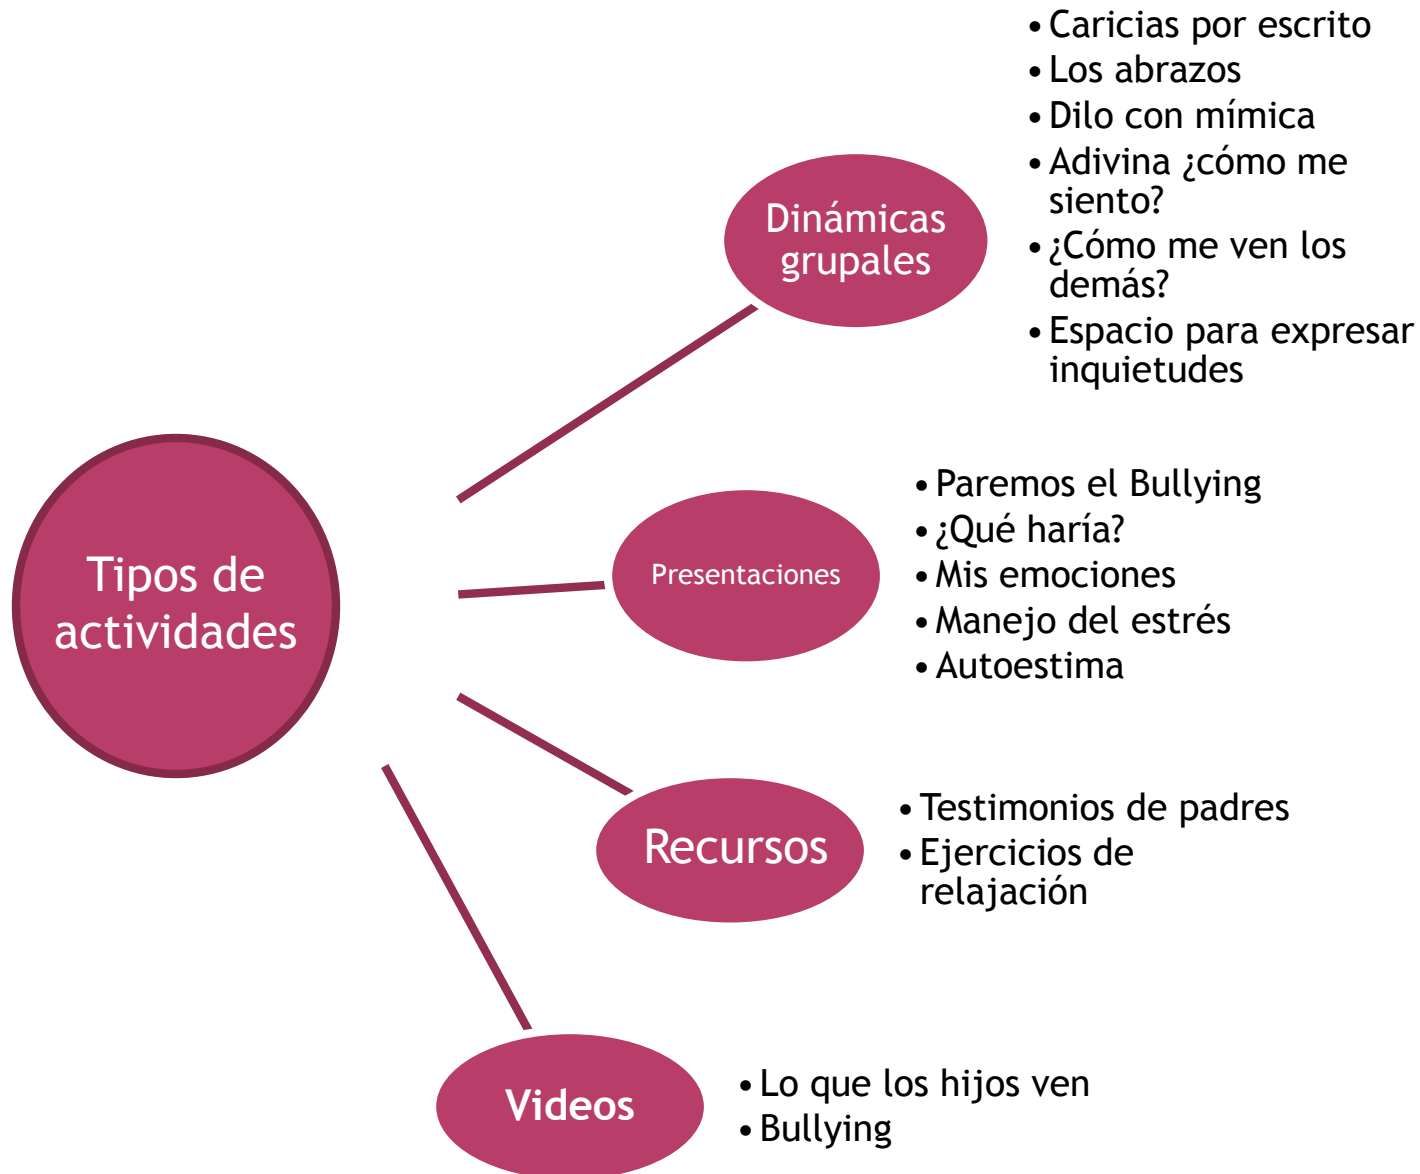 Tipos de
actividades
Dinámicas
grupales
• Caricias por escrito
• Los abrazos
• Dilo con mímica
• Adivina ¿cómo me
siento?
• ¿Cómo me ven los
demás?
• Espacio para expresar
inquietudes
Presentaciones
• Paremos el Bullying
• ¿Qué haría?
• Mis emociones
• Manejo del estrés
• Autoestima
Recursos
• Testimonios de padres
• Ejercicios de
relajación
Videos
• Lo que los hijos ven
• Bullying